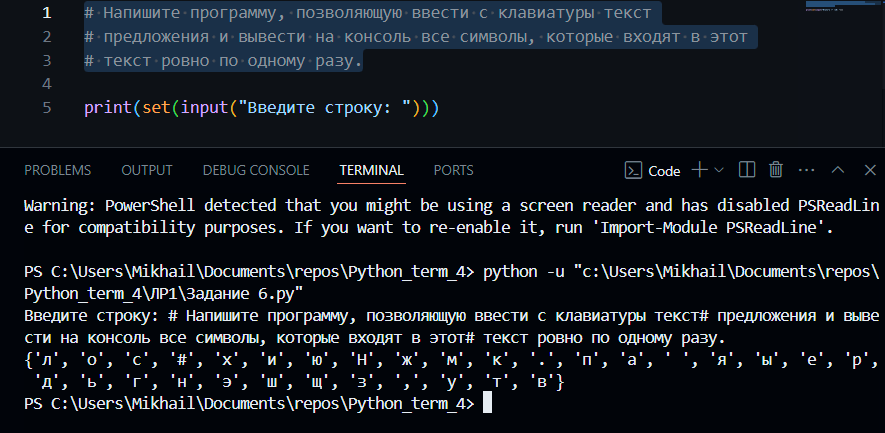 1 # Напишите программу, позволяющую ввести с клавиатуры текст
2 # предложения и вывести на консоль все символы, которые входят в этот
3 # текст ровно по одному разу.
4
5 print(set(input("Введите строку: ")))
PROBLEMS OUTPUT DEBUG CONSOLE TERMINAL PORTS Code
Warning: PowerShell detected that you might be using a screen reader and has disabled PSReadLin
e for compatibility purposes. If you want to re-enable it, run 'Import-Module PSReadLine'.
PS C:\Users\Mikhail\Documents\repos\Python_term_4> python -u "c:\Users\Mikhail\Documents\repos\
Python_term_4\ЛР1\Задание 6.py"
Введите строку: # Напишите программу, позволяющую ввести с клавиатуры текст# предложения и выве
сти на консоль все символы, которые входят в этот# текст ровно по одному разу.
{'л', 'о', 'с', '#', 'х', 'и', 'ю', 'Н', 'ж', 'м', 'к', '.', 'п', 'а', ' ', 'я', 'ы', 'е', 'р',
'д', 'ь', 'г', 'н', 'э', 'ш', 'щ', 'з', ',', 'у', 'т', 'в'}
PS C:\Users\Mikhail\Documents\repos\Python_term_4>